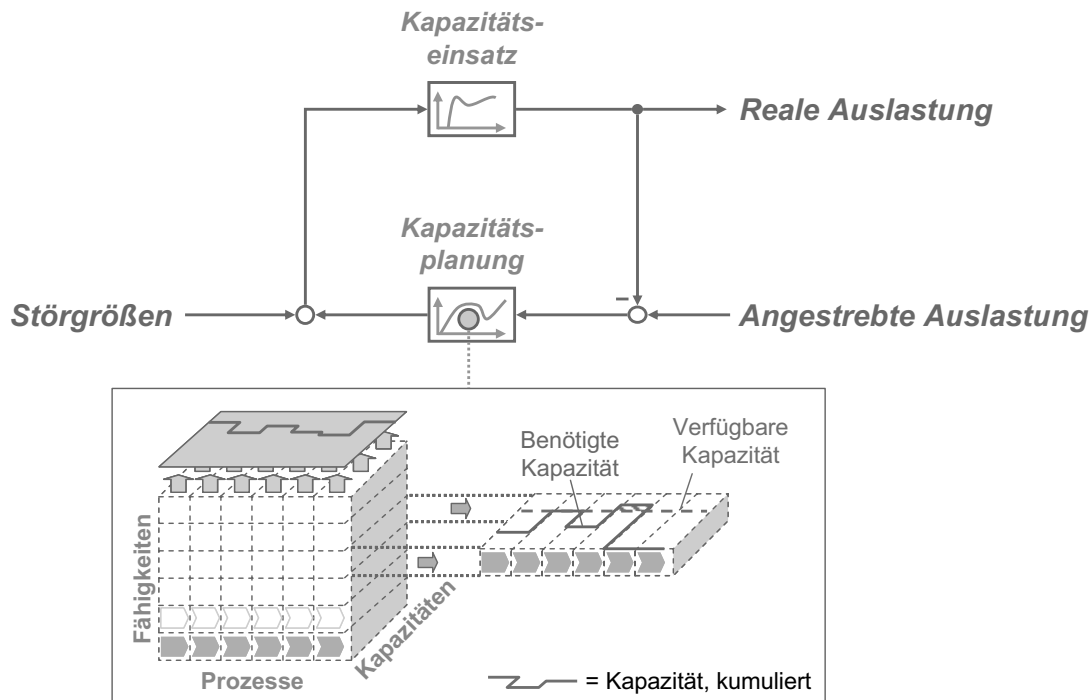 Kapazitäts-
einsatz
Reale Auslastung
Kapazitäts-
planung
Störgrößen
–
Angestrebte Auslastung
Benötigte
Kapazität
Verfügbare
Kapazität
Fähigkeiten
Kapazitäten
Prozesse
= Kapazität, kumuliert